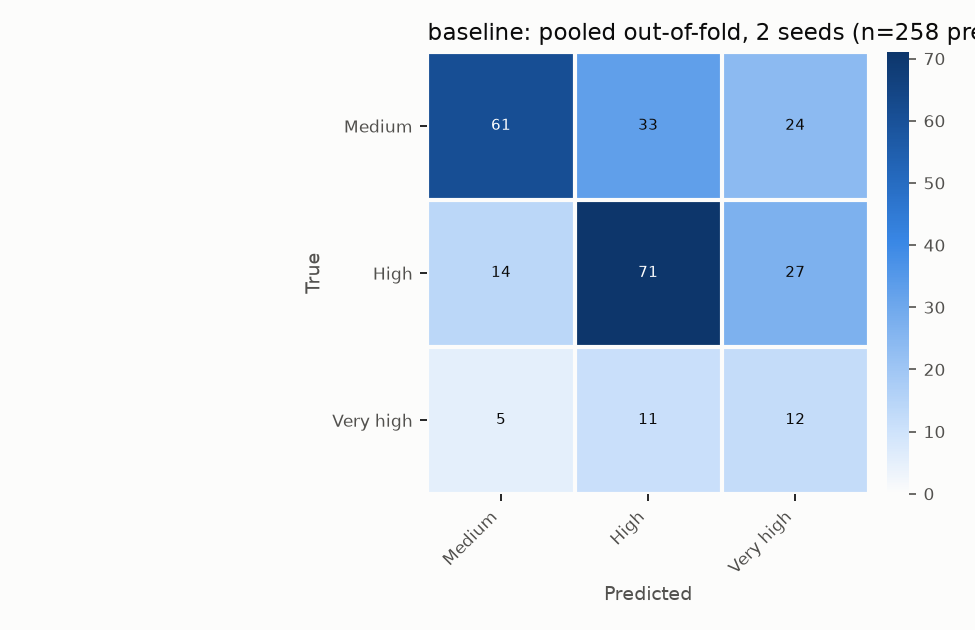 baseline: pooled out-of-fold, 2 seeds (n=258 pre
70
Medium 61 33 24
60
50
True
High 14 71 27
40
30
20
Very high 5 11 12
10
0
Medium High Very high
Predicted